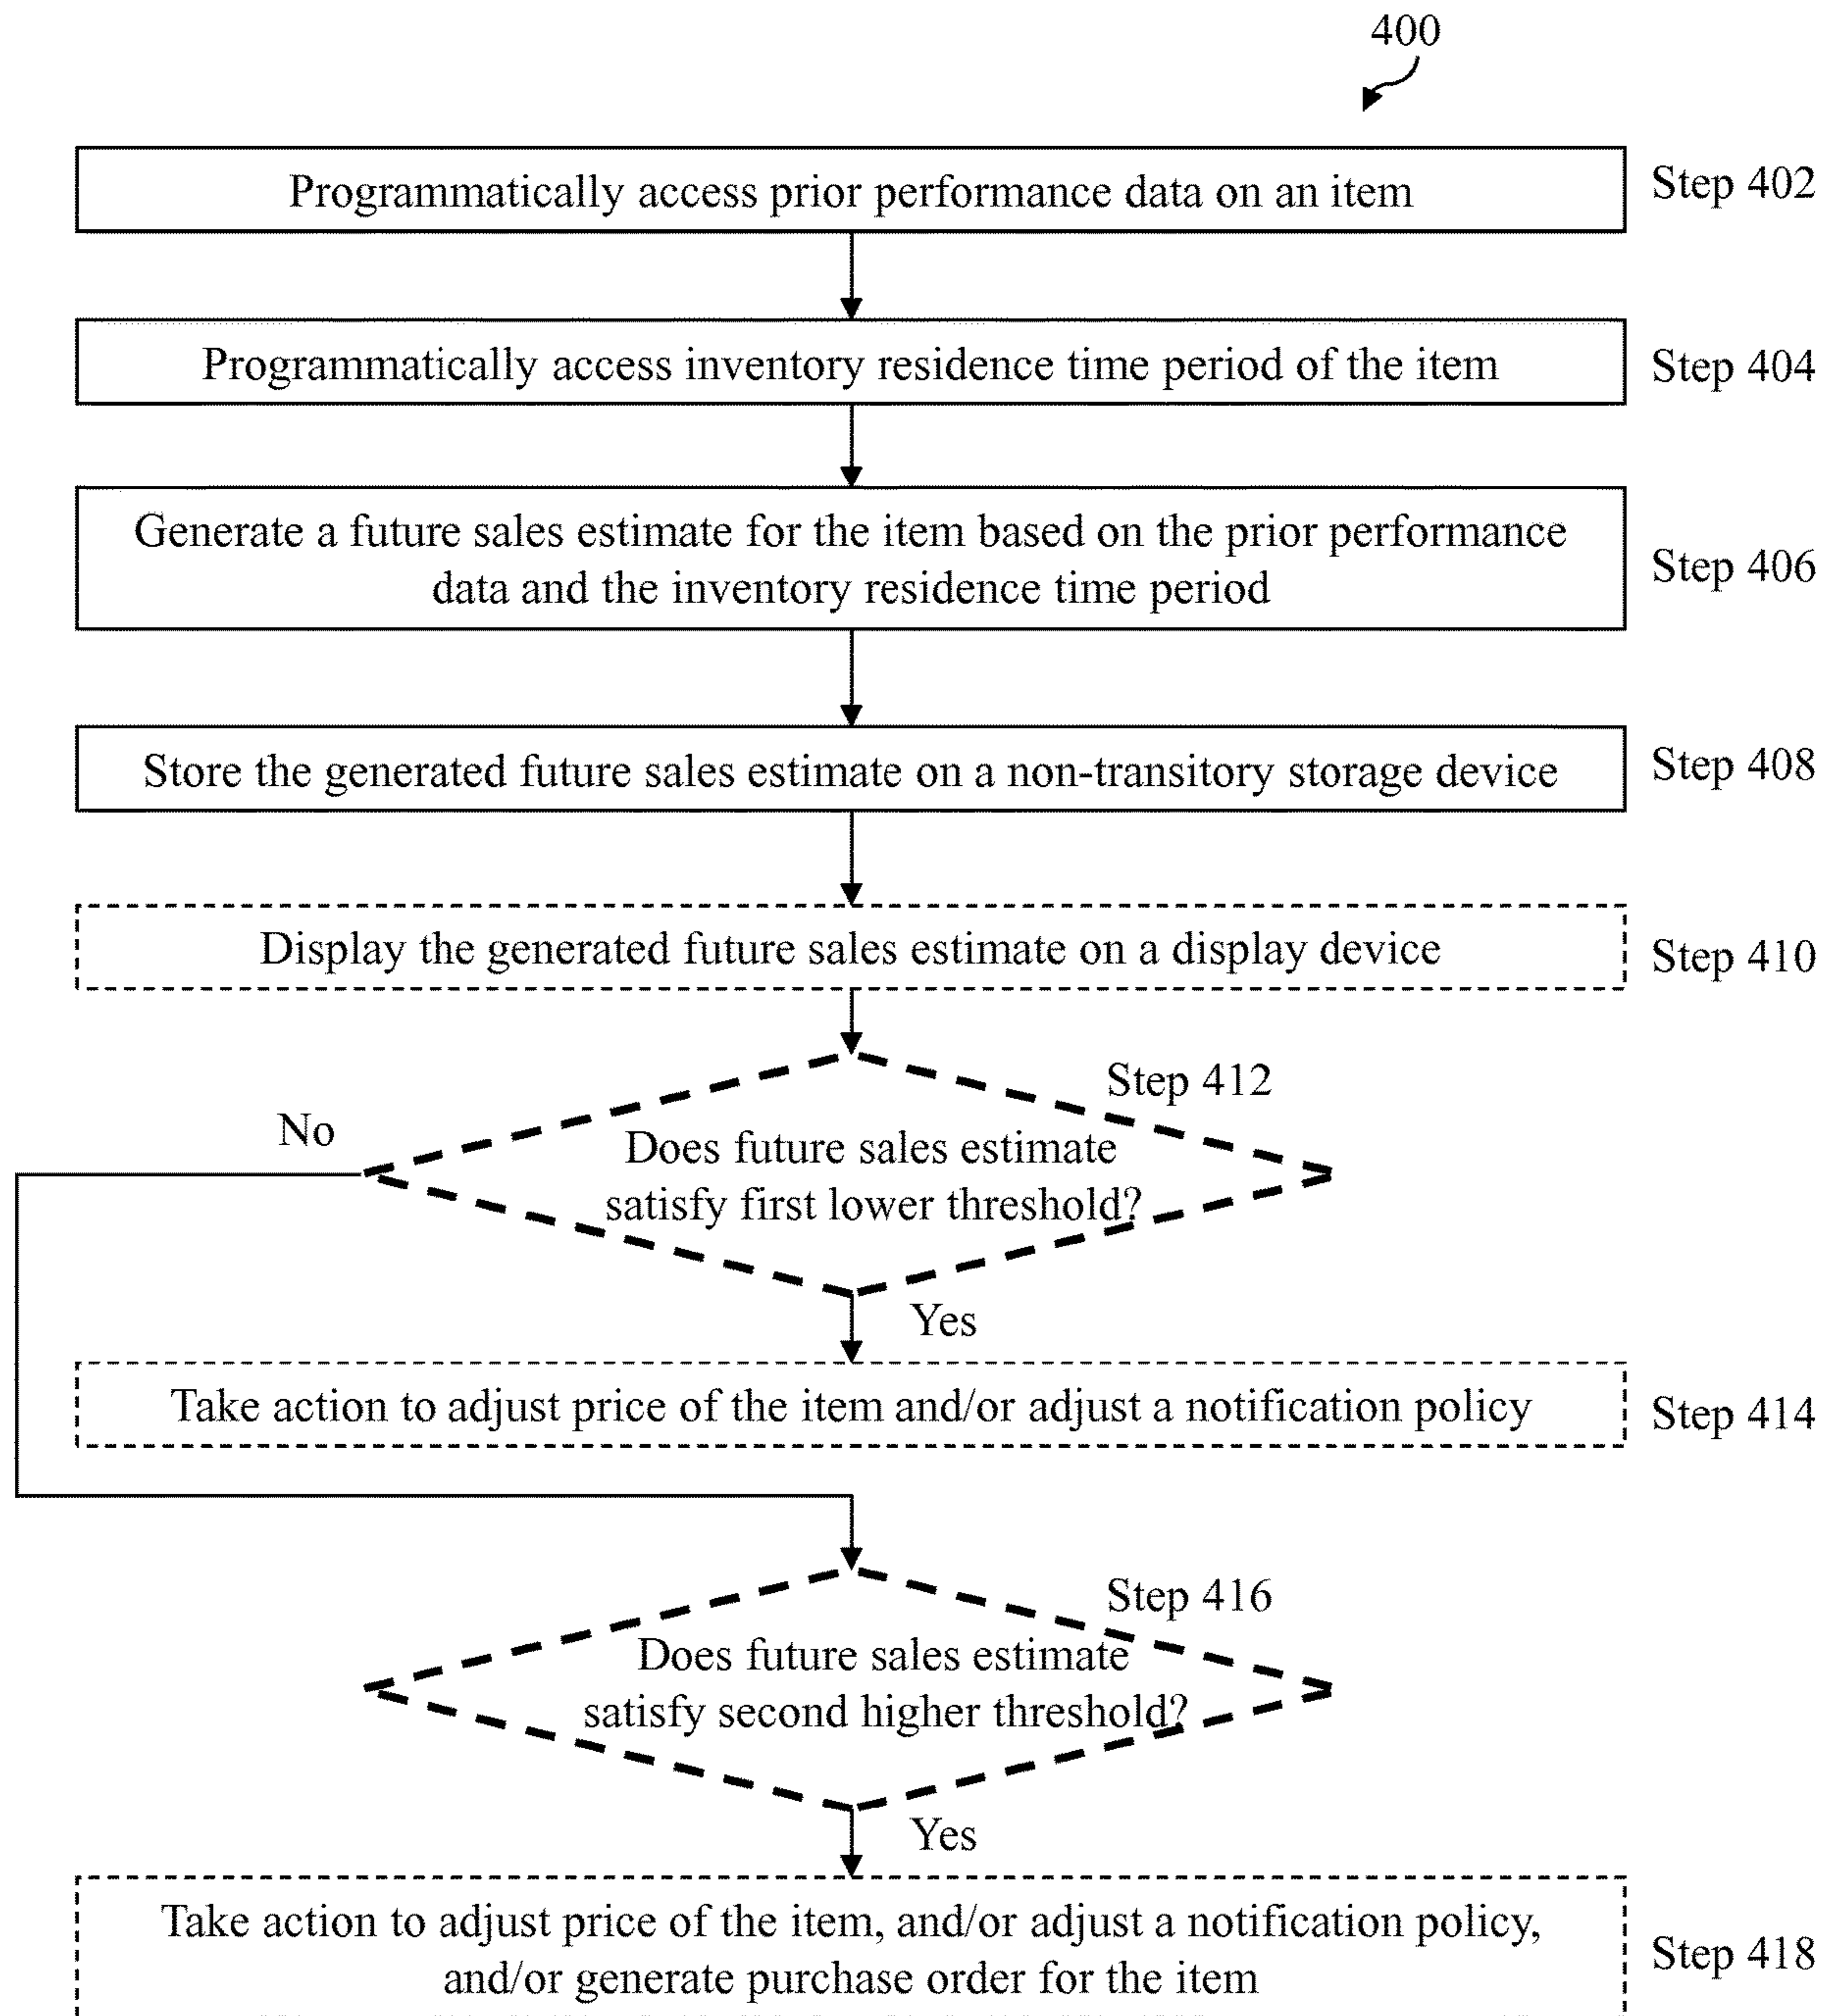 400
Programmatically access prior performance data on an item
Step 402
Programmatically access inventory residence time period of the item
Step 404
Generate a future sales estimate for the item based on the prior performance
data and the inventory residence time period
Step 406
Store the generated future sales estimate on a non-transitory storage device
Step 408
Display the generated future sales estimate on a display device
Step 410
Step 412
No
Does future sales estimate
satisfy first lower threshold?
Yes
Take action to adjust price of the item and/or adjust a notification policy
Step 414
Step 416
Does future sales estimate
satisfy second higher threshold?
Yes
Take action to adjust price of the item, and/or adjust a notification policy,
and/or generate purchase order for the item
Step 418